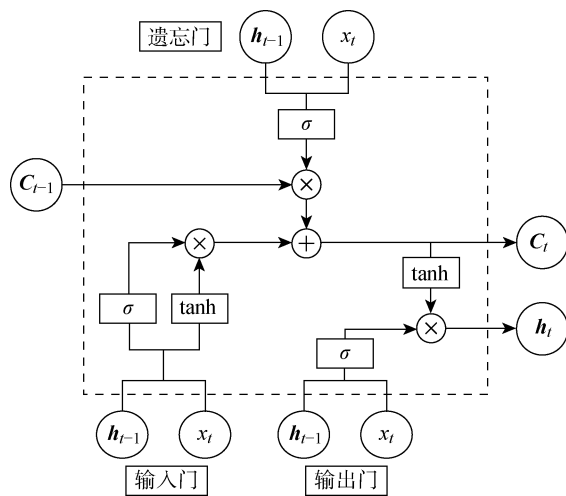 遗忘门 h_{t-1} x_t
σ
×
C_{t-1}
× + C_t
tanh
σ tanh
× h_t
σ
h_{t-1} x_t h_{t-1} x_t
输入门 输出门